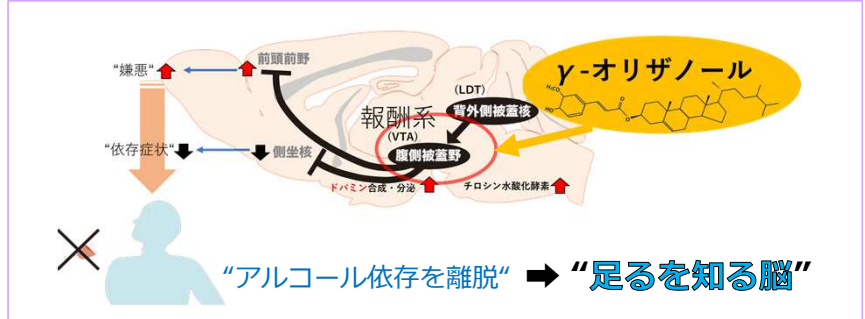 “嫌悪“
前頭前野
γ-オリザノール
H₃CO
HO
O
O
(LDT)
背外側被蓋核
報酬系
(VTA)
腹側被蓋野
“依存症状“
側坐核
ドパミン合成・分泌
チロシン水酸化酵素
“アルコール依存を離脱“ ➡ “足るを知る脳”